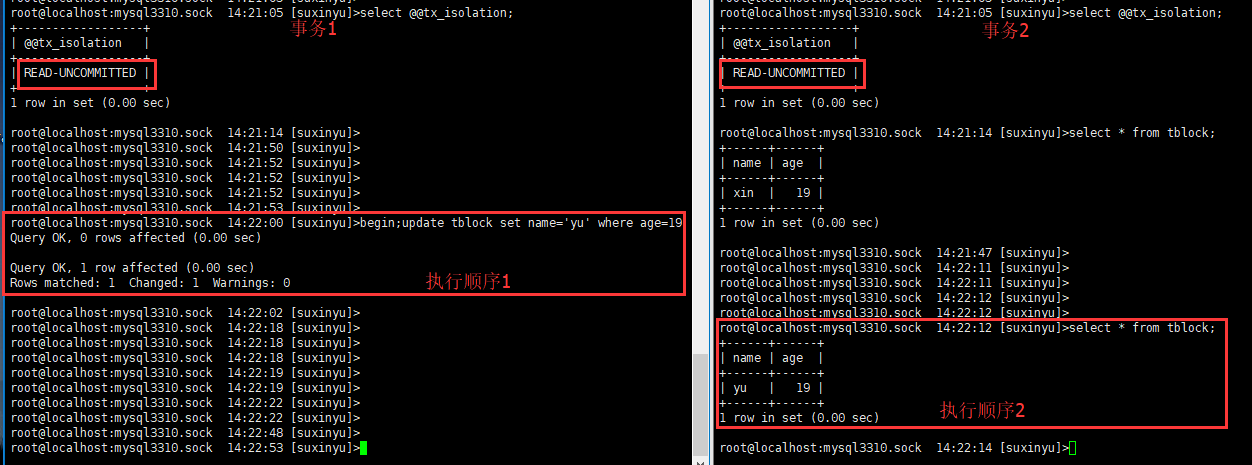 root@localhost:mysql3310.sock  14:21:05 [suxinyu]>select @@tx_isolation;
+------------------+
事务1
| @@tx_isolation   |
+------------------+
| READ-UNCOMMITTED |
+------------------+
1 row in set (0.00 sec)
root@localhost:mysql3310.sock  14:21:14 [suxinyu]>
root@localhost:mysql3310.sock  14:21:50 [suxinyu]>
root@localhost:mysql3310.sock  14:21:52 [suxinyu]>
root@localhost:mysql3310.sock  14:21:52 [suxinyu]>
root@localhost:mysql3310.sock  14:21:52 [suxinyu]>
root@localhost:mysql3310.sock  14:21:53 [suxinyu]>
root@localhost:mysql3310.sock  14:22:00 [suxinyu]>begin;update tblock set name='yu' where age=19
Query OK, 0 rows affected (0.00 sec)
Query OK, 1 row affected (0.00 sec)
Rows matched: 1  Changed: 1  Warnings: 0
执行顺序1
root@localhost:mysql3310.sock  14:22:02 [suxinyu]>
root@localhost:mysql3310.sock  14:22:18 [suxinyu]>
root@localhost:mysql3310.sock  14:22:18 [suxinyu]>
root@localhost:mysql3310.sock  14:22:18 [suxinyu]>
root@localhost:mysql3310.sock  14:22:19 [suxinyu]>
root@localhost:mysql3310.sock  14:22:19 [suxinyu]>
root@localhost:mysql3310.sock  14:22:22 [suxinyu]>
root@localhost:mysql3310.sock  14:22:22 [suxinyu]>
root@localhost:mysql3310.sock  14:22:48 [suxinyu]>
root@localhost:mysql3310.sock  14:22:53 [suxinyu]>
root@localhost:mysql3310.sock  14:21:05 [suxinyu]>select @@tx_isolation;
+------------------+
事务2
| @@tx_isolation   |
+------------------+
| READ-UNCOMMITTED |
+------------------+
1 row in set (0.00 sec)
root@localhost:mysql3310.sock  14:21:14 [suxinyu]>select * from tblock;
+------+------+
| name | age  |
+------+------+
| xin  |   19 |
+------+------+
1 row in set (0.00 sec)
root@localhost:mysql3310.sock  14:21:47 [suxinyu]>
root@localhost:mysql3310.sock  14:22:11 [suxinyu]>
root@localhost:mysql3310.sock  14:22:11 [suxinyu]>
root@localhost:mysql3310.sock  14:22:12 [suxinyu]>
root@localhost:mysql3310.sock  14:22:12 [suxinyu]>
root@localhost:mysql3310.sock  14:22:12 [suxinyu]>select * from tblock;
+------+------+
| name | age  |
+------+------+
| yu   |   19 |
+------+------+
1 row in set (0.00 sec)
执行顺序2
root@localhost:mysql3310.sock  14:22:14 [suxinyu]>